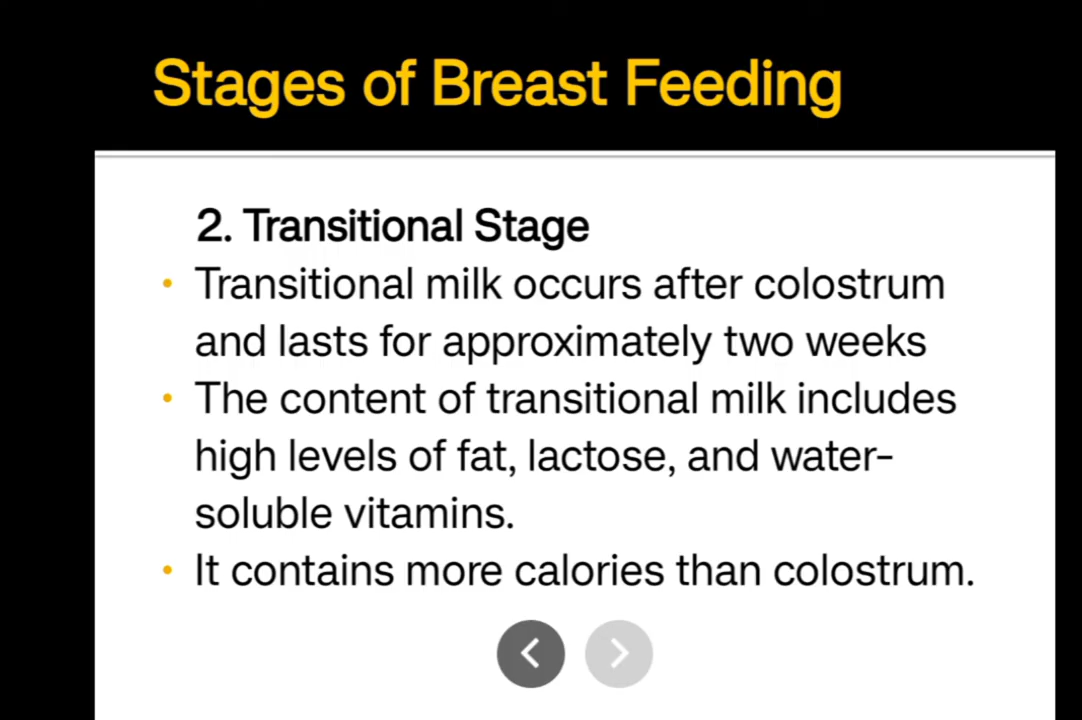 Stages of Breast Feeding
2. Transitional Stage
• Transitional milk occurs after colostrum
and lasts for approximately two weeks
• The content of transitional milk includes
high levels of fat, lactose, and water-
soluble vitamins.
• It contains more calories than colostrum.